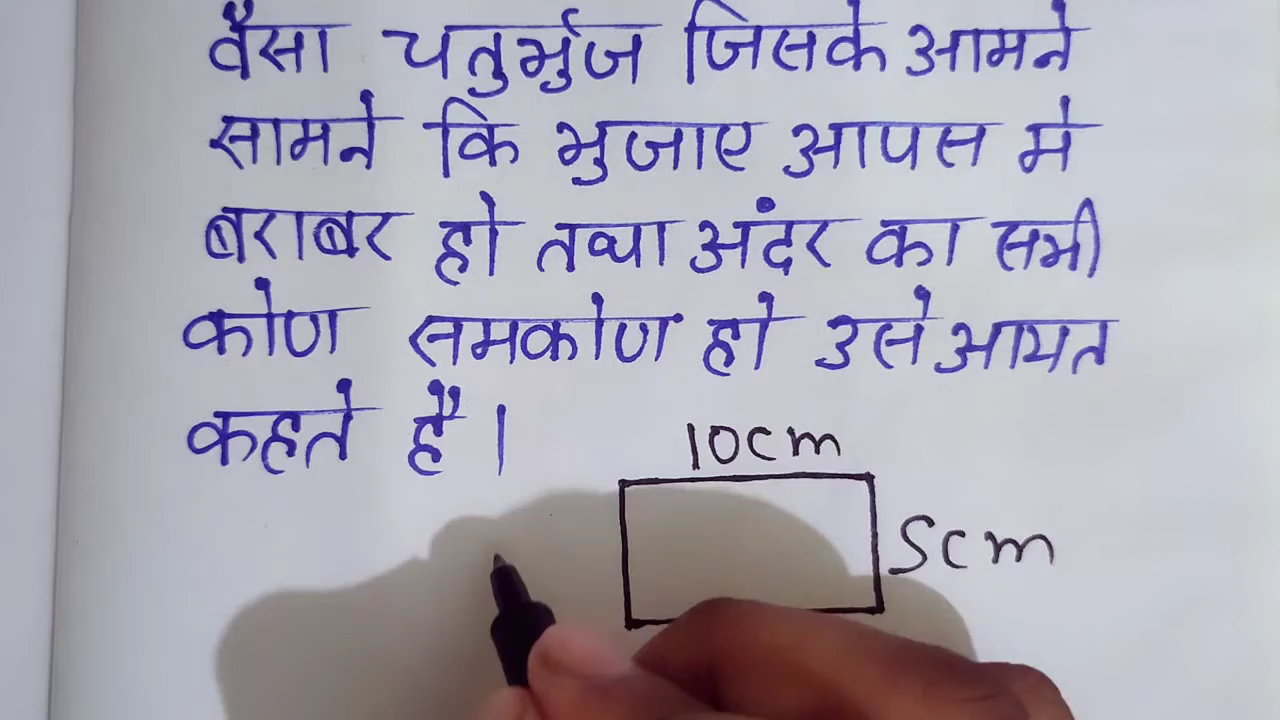 वैसा चतुर्भुज जिसके आमने
सामने कि भुजाए आपस मे
बराबर हो तथा अंदर का सभी
कोण समकोण हो उसे आयत
कहते है।
10cm
5cm